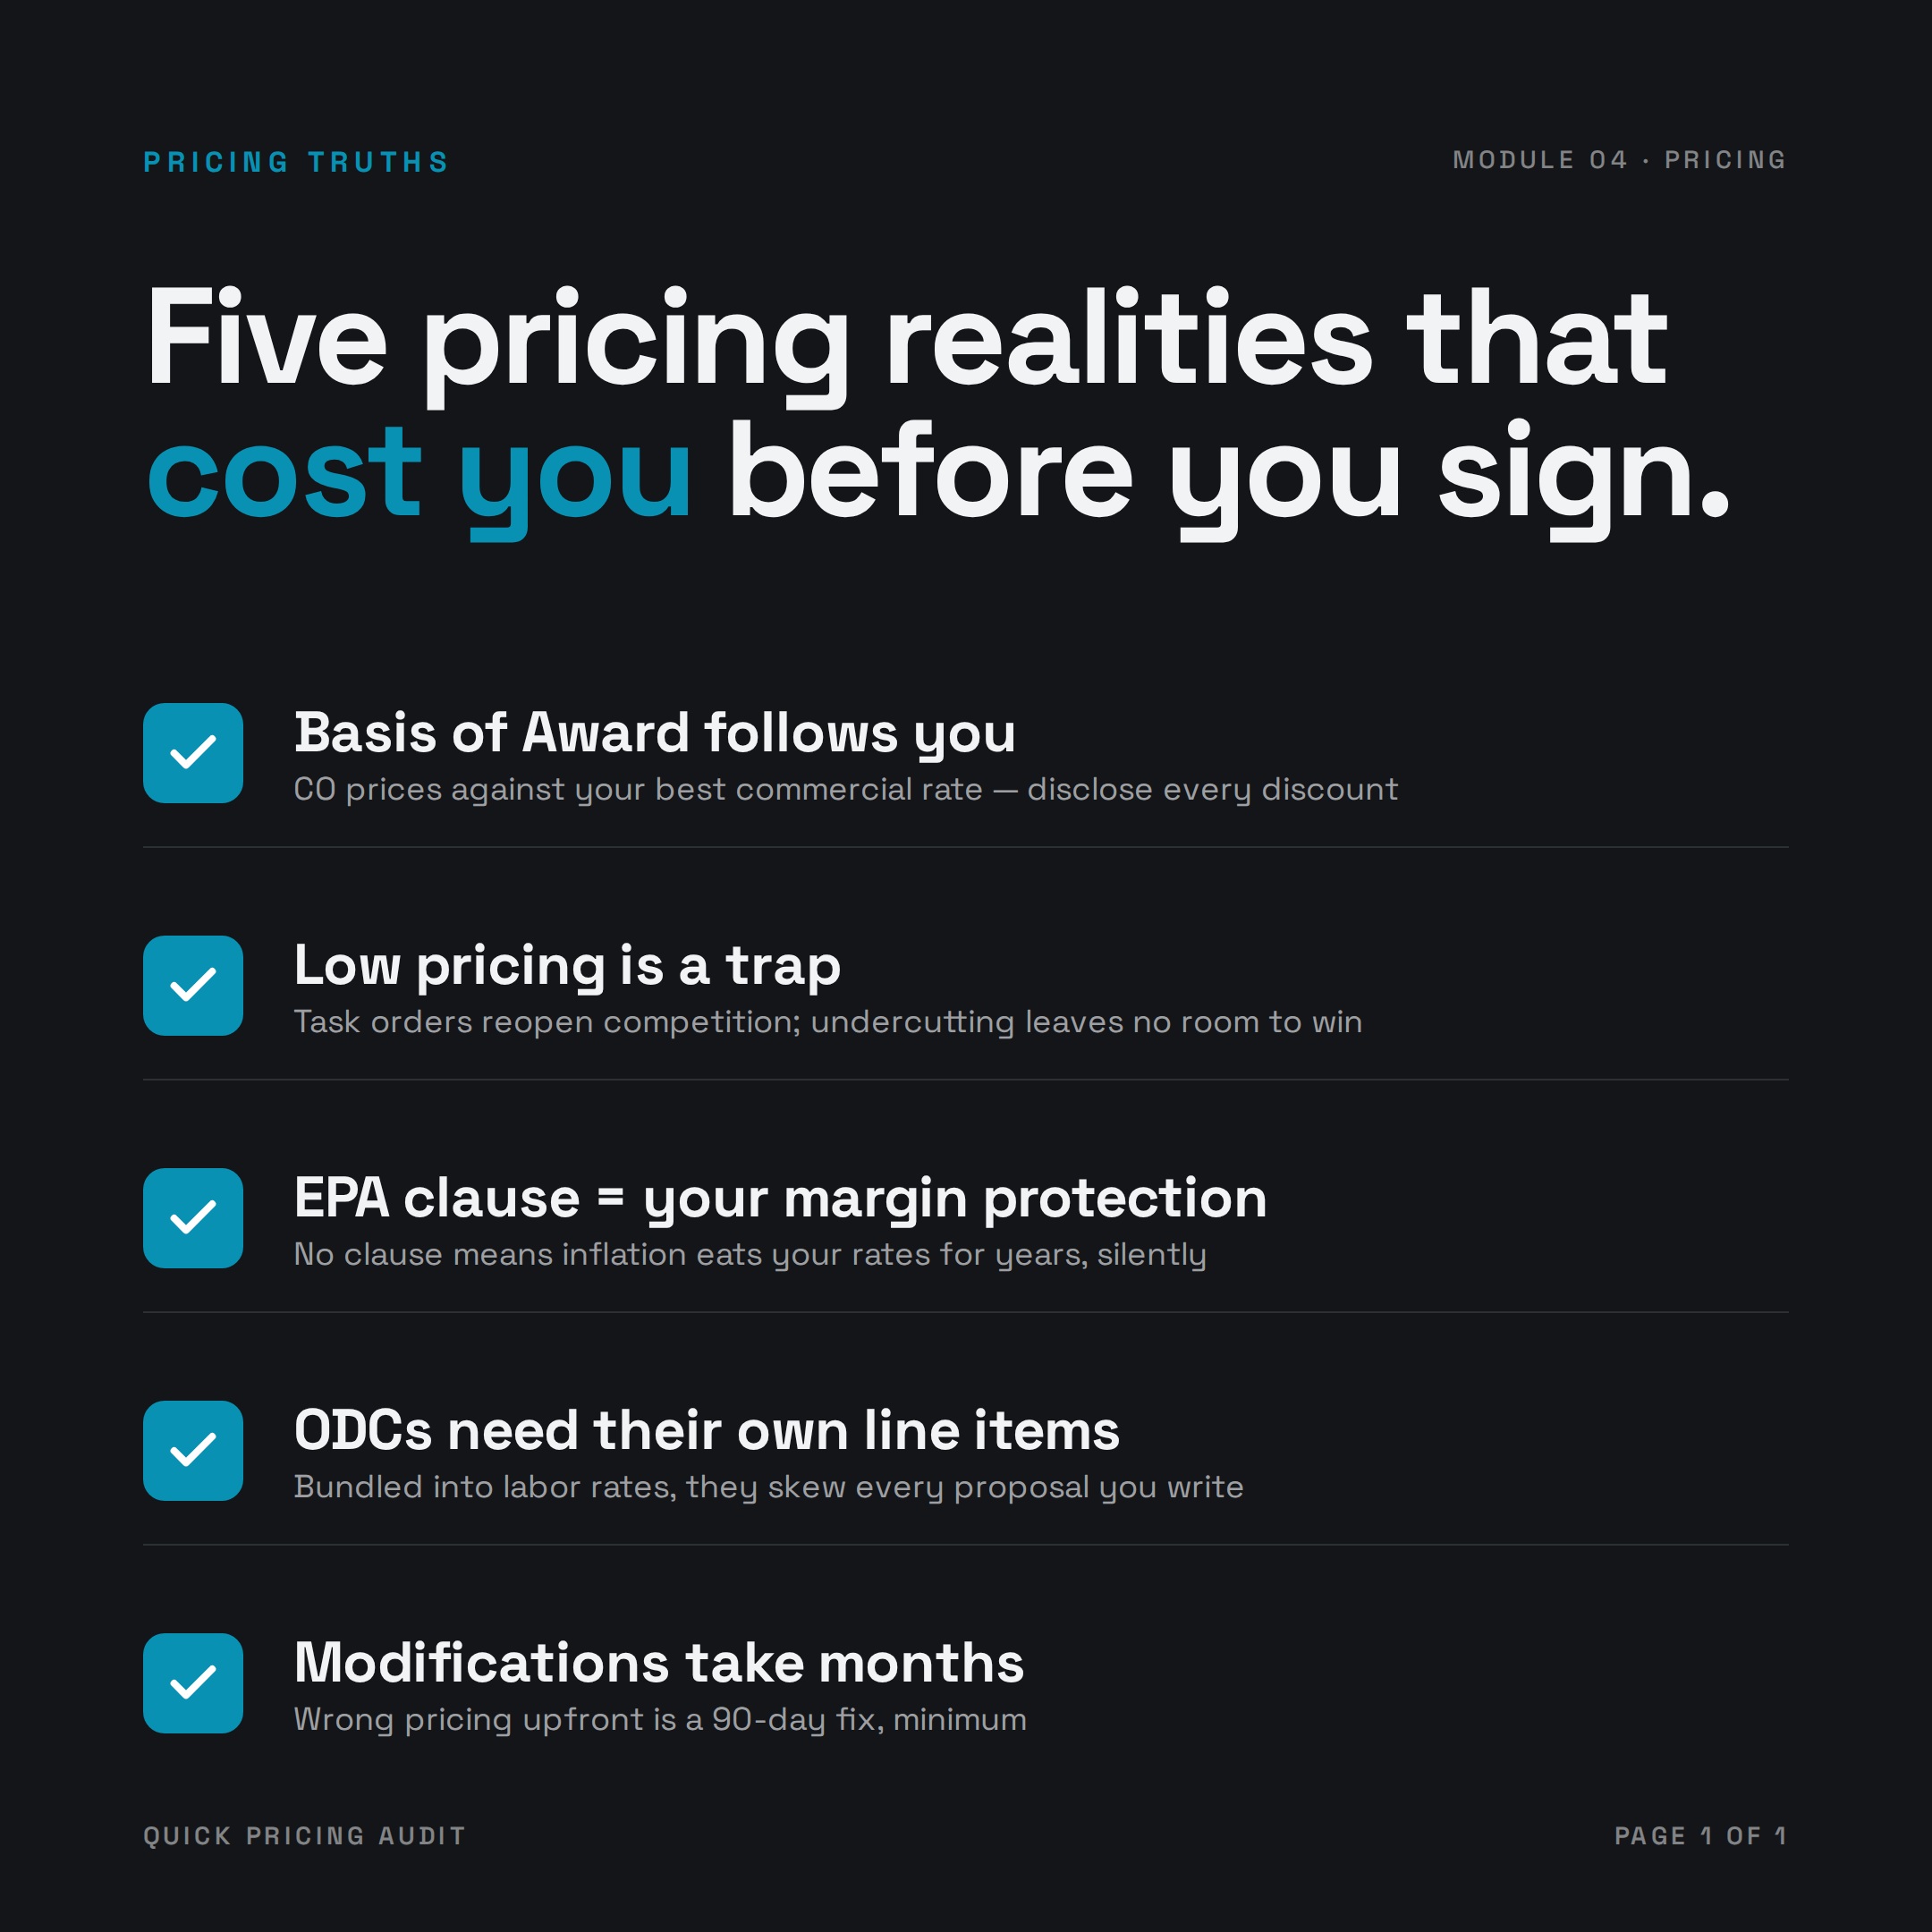 PRICING TRUTHS
MODULE 04 · PRICING
Five pricing realities that
cost you before you sign.
Basis of Award follows you
CO prices against your best commercial rate — disclose every discount
Low pricing is a trap
Task orders reopen competition; undercutting leaves no room to win
EPA clause = your margin protection
No clause means inflation eats your rates for years, silently
ODCs need their own line items
Bundled into labor rates, they skew every proposal you write
Modifications take months
Wrong pricing upfront is a 90-day fix, minimum
QUICK PRICING AUDIT
PAGE 1 OF 1